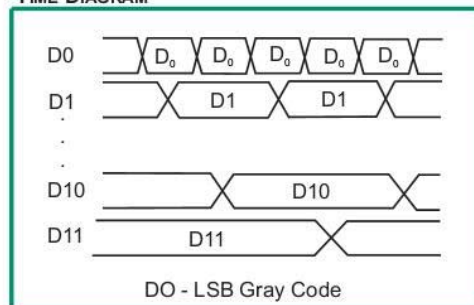 TIME DIAGRAM
D0 D0 D0 D0 D0 D0
D1 D1 D1
.
.
.
D10 D10
D11 D11
DO - LSB Gray Code